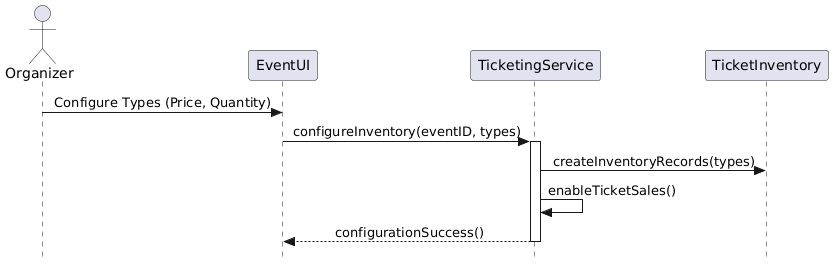 Organizer
EventUI
TicketingService
TicketInventory
Configure Types (Price, Quantity)
configureInventory(eventID, types)
createInventoryRecords(types)
enableTicketSales()
configurationSuccess()